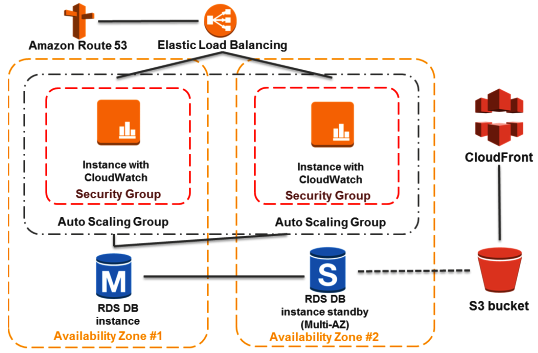 Amazon Route 53
Elastic Load Balancing
Instance with
CloudWatch
Security Group
Auto Scaling Group
Instance with
CloudWatch
Security Group
Auto Scaling Group
CloudFront
M
RDS DB
instance
Availability Zone #1
S
RDS DB
instance standby
(Multi-AZ)
Availability Zone #2
S3 bucket